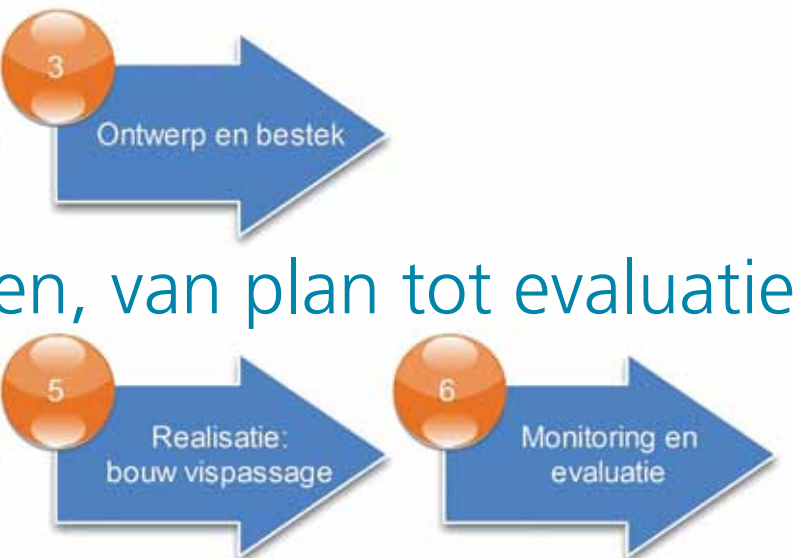 3
Ontwerp en bestek
en, van plan tot evaluatie
5
Realisatie:
bouw vispassage
6
Monitoring en
evaluatie